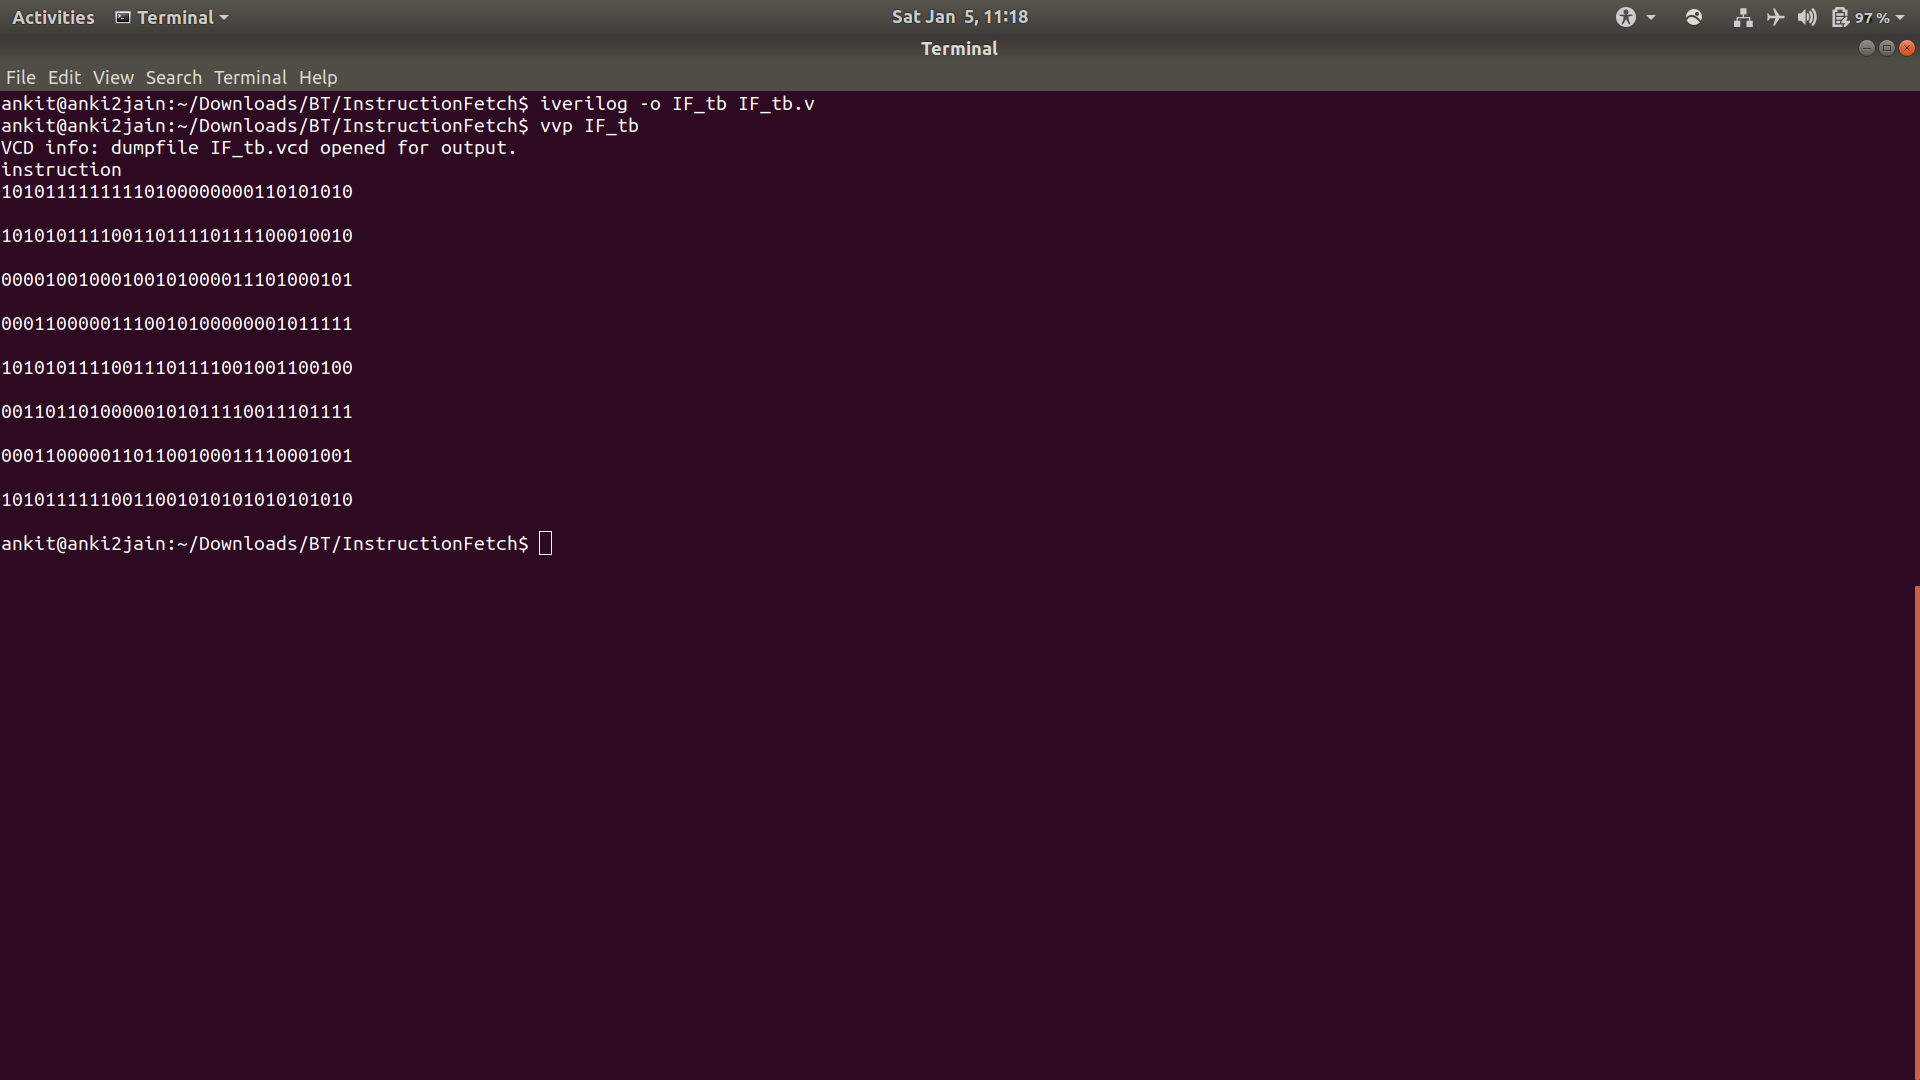 Activities Terminal Sat Jan 5, 11:18 97 %
Terminal
File Edit View Search Terminal Help
ankit@anki2jain:~/Downloads/BT/InstructionFetch$ iverilog -o IF_tb IF_tb.v
ankit@anki2jain:~/Downloads/BT/InstructionFetch$ vvp IF_tb
VCD info: dumpfile IF_tb.vcd opened for output.
instruction
10101111111110100000000110101010
10101011110011011110111100010010
00001001000100101000011101000101
00011000001110010100000001011111
10101011110011101111001001100100
00110110100000101011110011101111
00011000001101100100011110001001
10101111110011001010101010101010
ankit@anki2jain:~/Downloads/BT/InstructionFetch$